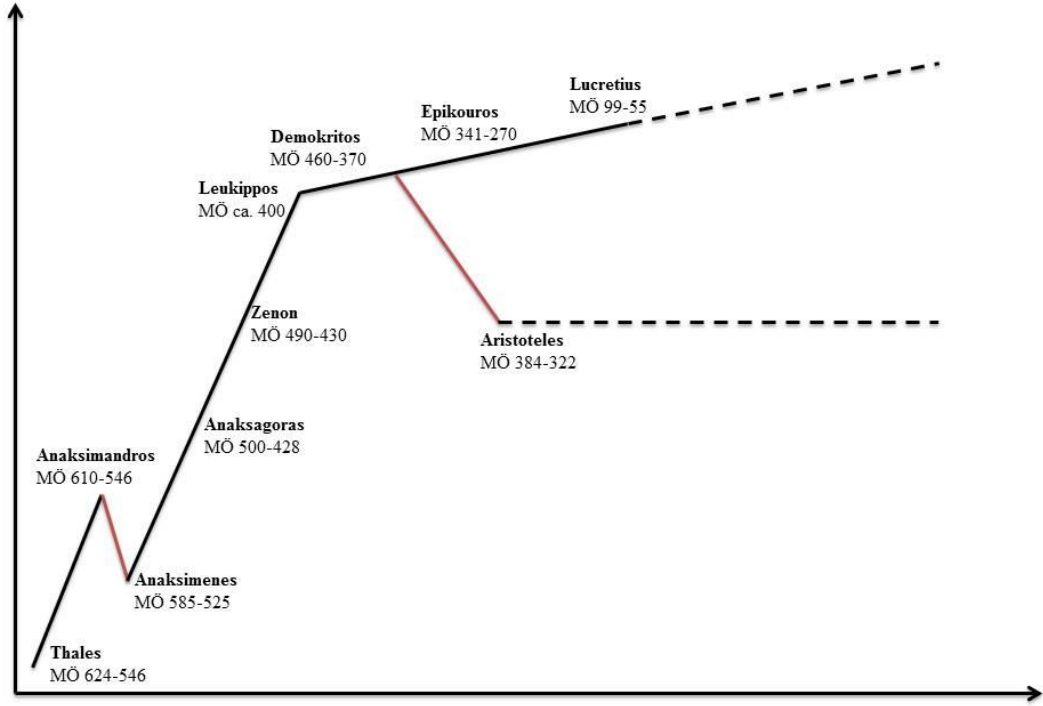 Lucretius
MÖ 99-55
Epikouros
MÖ 341-270
Demokritos
MÖ 460-370
Leukippos
MÖ ca. 400
Zenon
MÖ 490-430
Aristoteles
MÖ 384-322
Anaksagoras
MÖ 500-428
Anaksimandros
MÖ 610-546
Anaksimenes
MÖ 585-525
Thales
MÖ 624-546